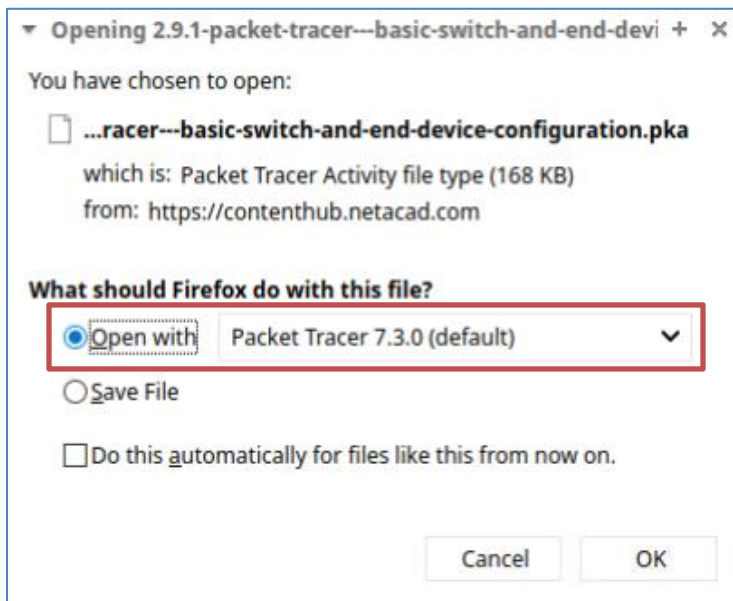 Opening 2.9.1-packet-tracer---basic-switch-and-end-devi
You have chosen to open:
...racer---basic-switch-and-end-device-configuration.pka
which is: Packet Tracer Activity file type (168 KB)
from: https://contenthub.netacad.com
What should Firefox do with this file?
Open with Packet Tracer 7.3.0 (default)
Save File
Do this automatically for files like this from now on.
Cancel OK